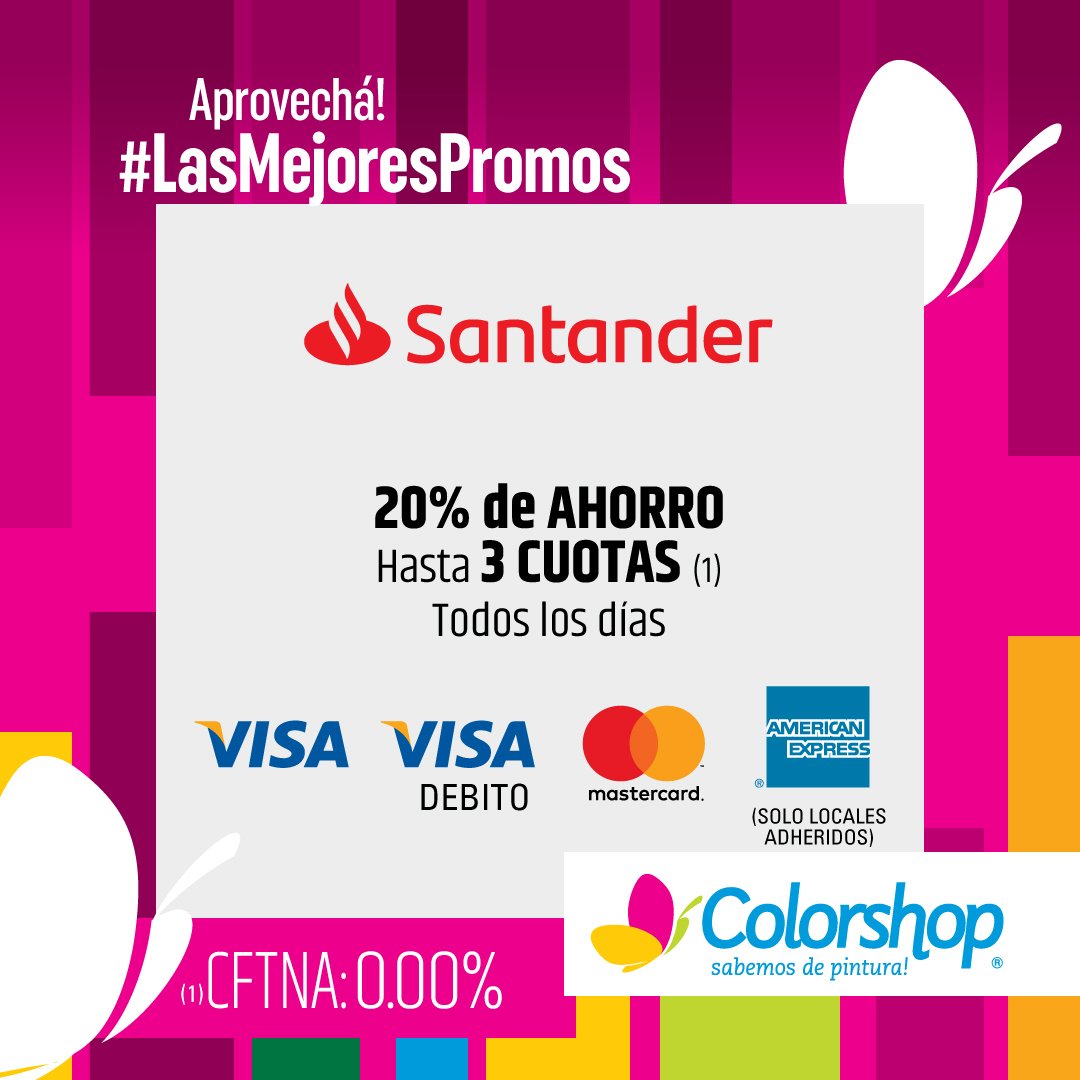 Aprovechá!
#LasMejoresPromos
Santander
20% de AHORRO
Hasta 3 CUOTAS (1)
Todos los días
VISA
VISA
DEBITO
mastercard.
AMERICAN
EXPRESS
®
(SOLO LOCALES
ADHERIDOS)
Colorshop
sabemos de pintura! ®
(1) CFTNA: 0.00%